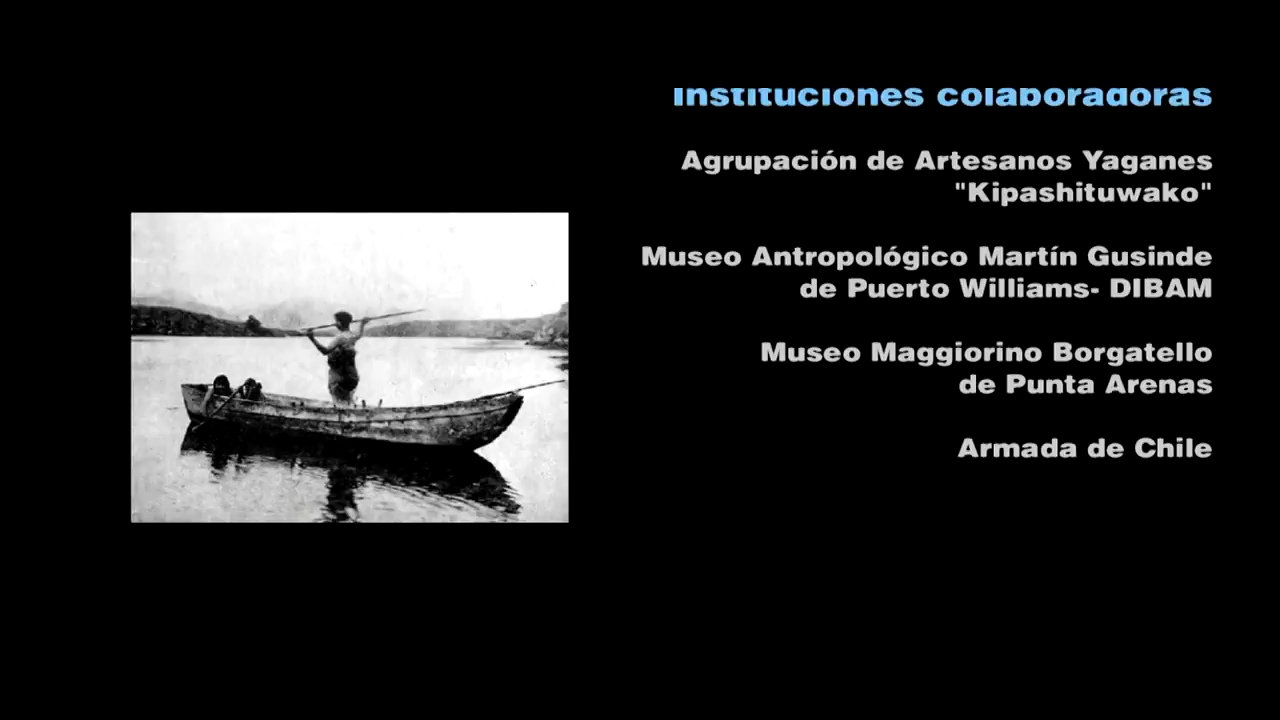 Instituciones colaboradoras
Agrupación de Artesanos Yaganes
"Kipashituwako"
Museo Antropológico Martín Gusinde
de Puerto Williams- DIBAM
Museo Maggiorino Borgatello
de Punta Arenas
Armada de Chile